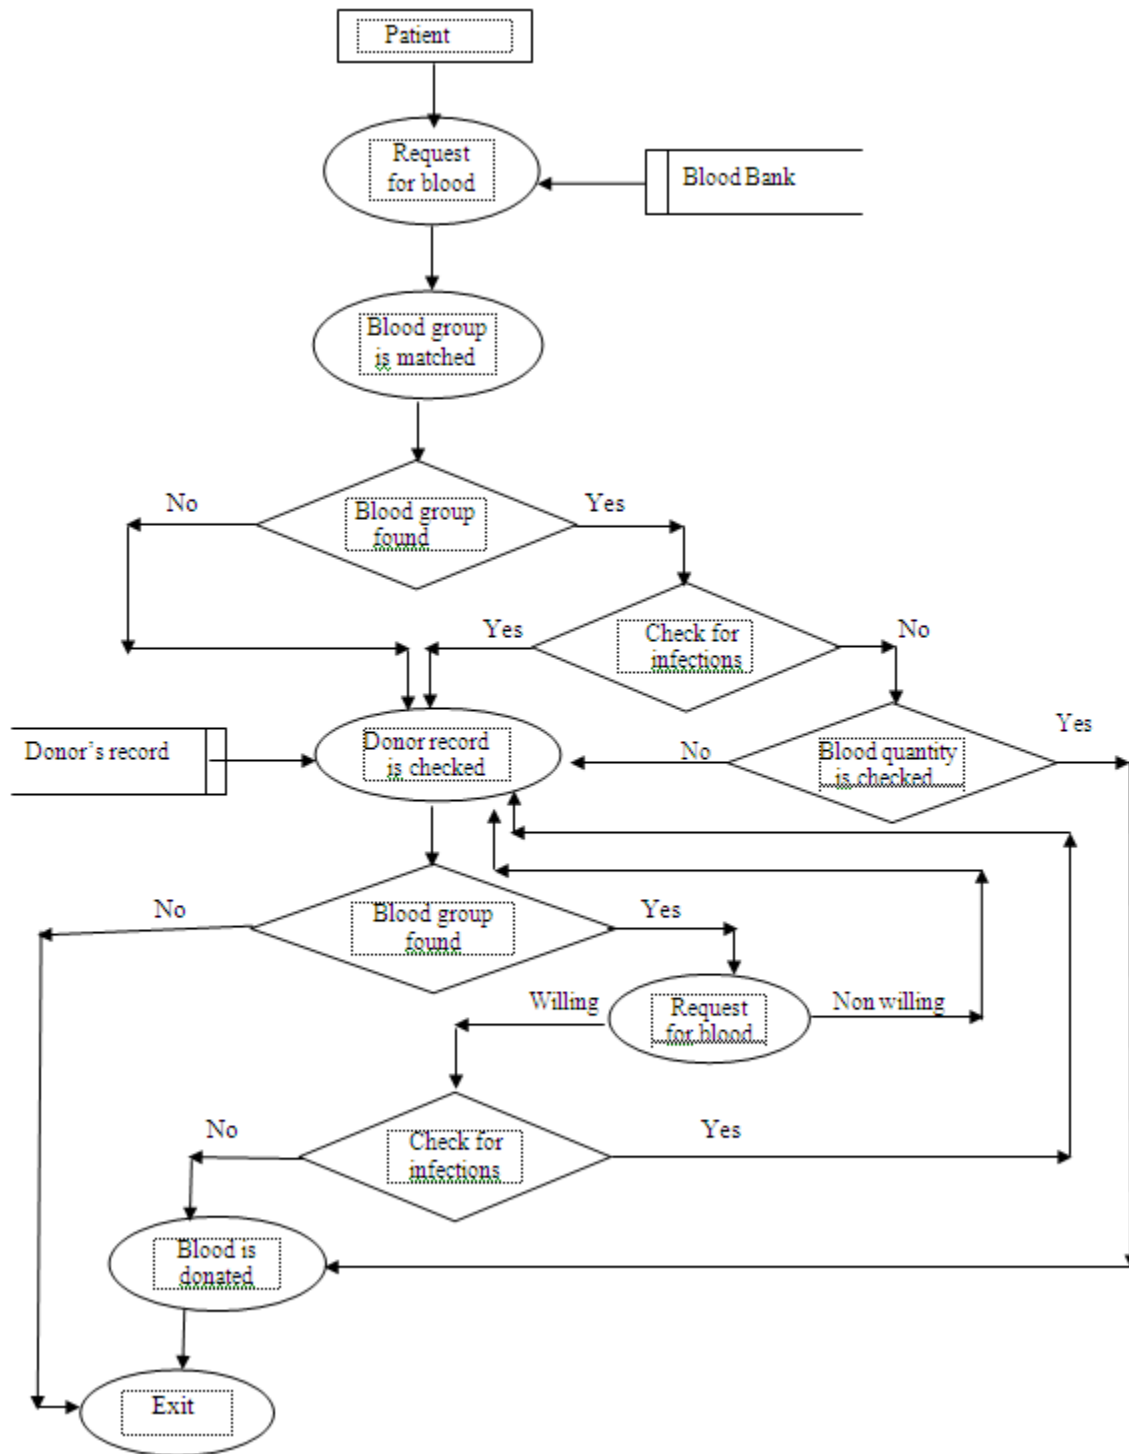 Patient
Request
for blood
Blood Bank
Blood group
is matched
No
Yes
Blood group
found
Yes
Check for
infections
No
Donor's record
Donor record
is checked
No
Blood quantity
is checked
Yes
No
Blood group
found
Yes
Willing
Request
for blood
Non willing
No
Check for
infections
Yes
Blood is
donated
Exit